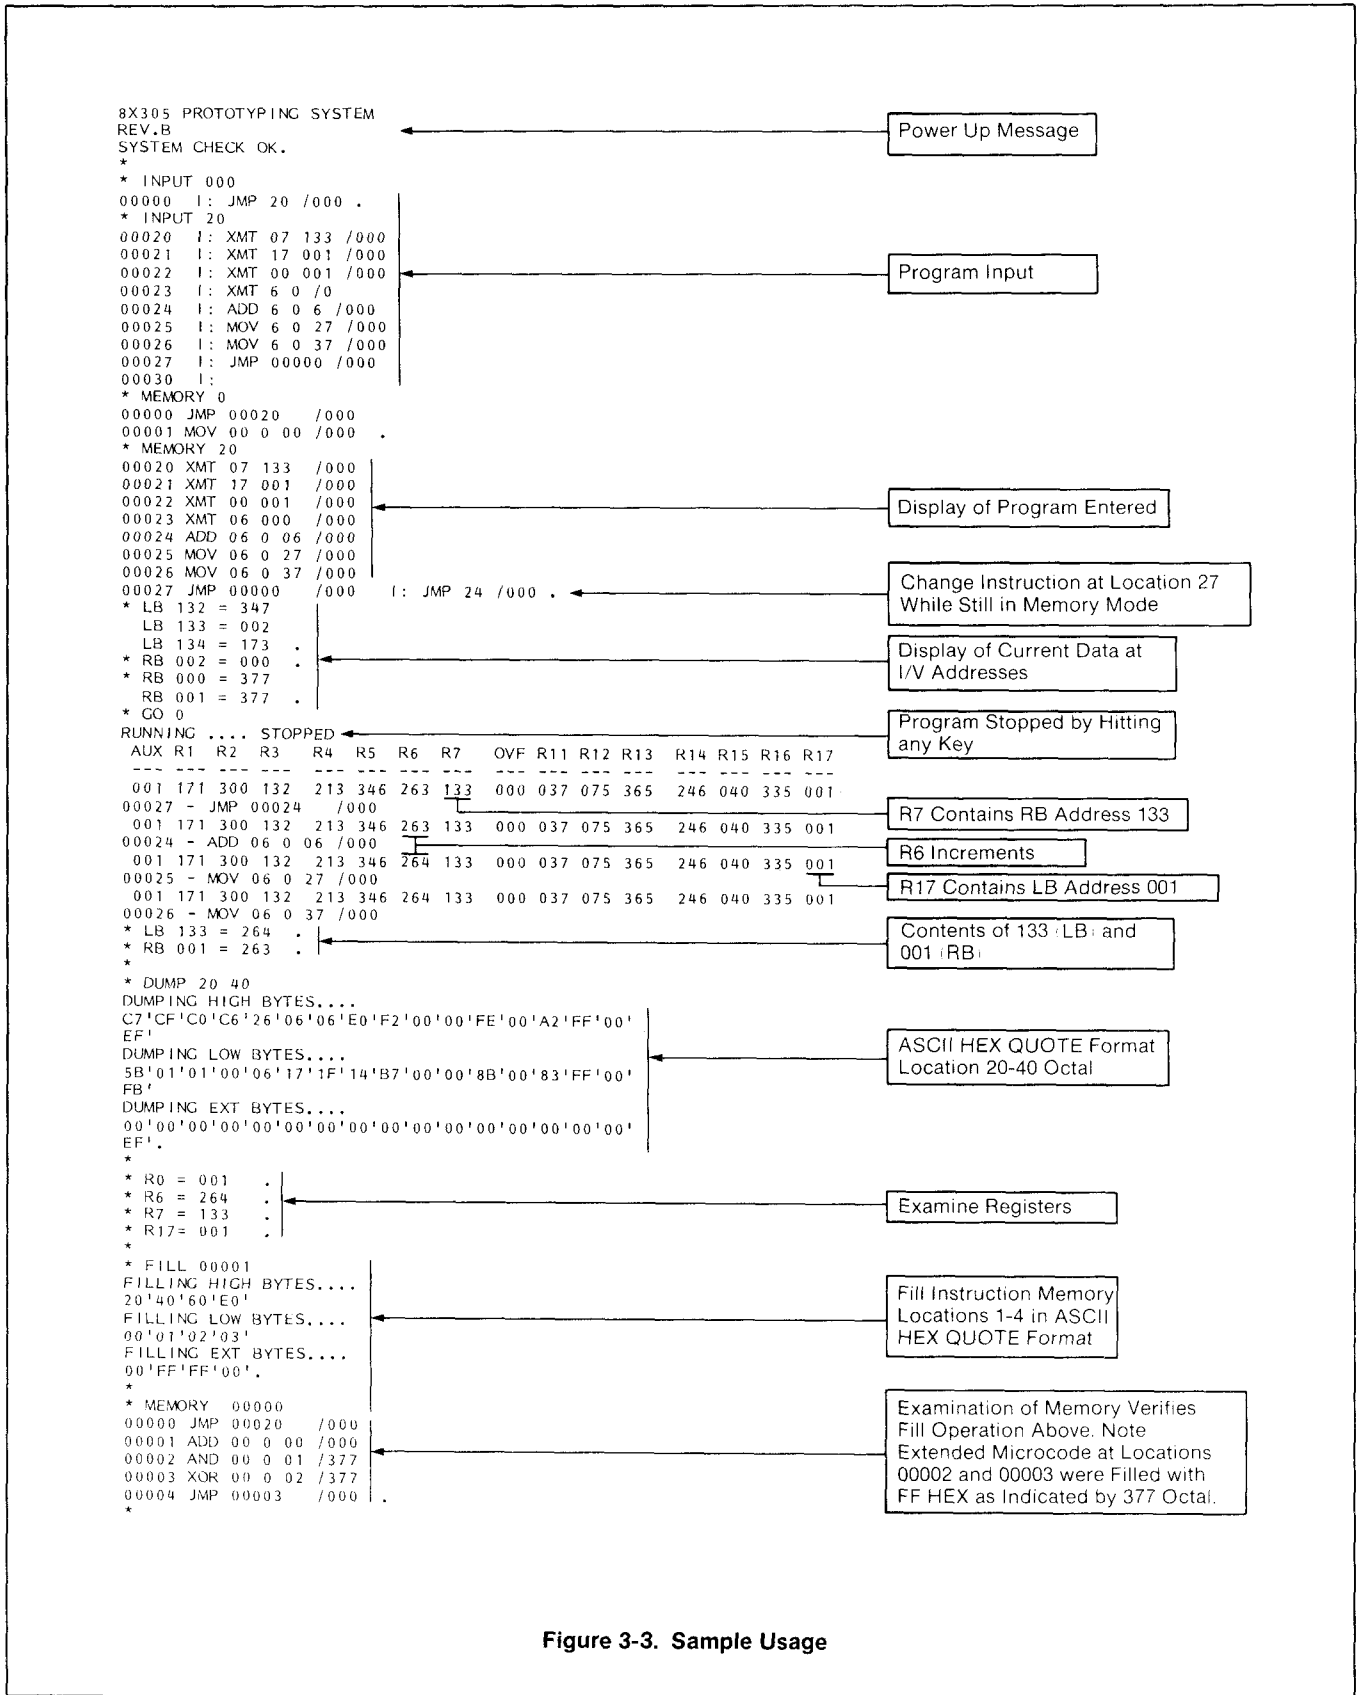 8X305 PROTOTYPING SYSTEM
REV.B
SYSTEM CHECK OK.
*
* INPUT 000
00000 I: JMP 20 /000 .
* INPUT 20
00020 I: XMT 07 133 /000
00021 I: XMT 17 001 /000
00022 I: XMT 00 001 /000
00023 I: XMT 6 0 /0
00024 I: ADD 6 0 6 /000
00025 I: MOV 6 0 27 /000
00026 I: MOV 6 0 37 /000
00027 I: JMP 00000 /000
00030 I:
* MEMORY 0
00000 JMP 00020 /000
00001 MOV 00 0 00 /000 .
* MEMORY 20
00020 XMT 07 133 /000
00021 XMT 17 001 /000
00022 XMT 00 001 /000
00023 XMT 06 000 /000
00024 ADD 06 0 06 /000
00025 MOV 06 0 27 /000
00026 MOV 06 0 37 /000
00027 JMP 00000 /000 I: JMP 24 /000 .
* LB 132 = 347
LB 133 = 002
LB 134 = 173 .
* RB 002 = 000 .
* RB 000 = 377
RB 001 = 377 .
* GO 0
RUNNING .... STOPPED
AUX R1 R2 R3 R4 R5 R6 R7 OVF R11 R12 R13 R14 R15 R16 R17
--- --- --- --- --- --- --- --- --- --- --- --- --- --- --- ---
001 171 300 132 213 346 263 133 000 037 075 365 246 040 335 001
00027 - JMP 00024 /000
001 171 300 132 213 346 263 133 000 037 075 365 246 040 335 001
00024 - ADD 06 0 06 /000
001 171 300 132 213 346 264 133 000 037 075 365 246 040 335 001
00025 - MOV 06 0 27 /000
001 171 300 132 213 346 264 133 000 037 075 365 246 040 335 001
00026 - MOV 06 0 37 /000
* LB 133 = 264 .
* RB 001 = 263 .
*
* DUMP 20 40
DUMPING HIGH BYTES....
C7'CF'C0'C6'26'06'06'E0'F2'00'00'FE'00'A2'FF'00'
EF'
DUMPING LOW BYTES....
5B'01'01'00'06'17'1F'14'B7'00'00'8B'00'83'FF'00'
FB'
DUMPING EXT BYTES....
00'00'00'00'00'00'00'00'00'00'00'00'00'00'00'00'
EF'.
*
* R0 = 001 .
* R6 = 264 .
* R7 = 133 .
* R17= 001 .
*
* FILL 00001
FILLING HIGH BYTES....
20'40'60'E0'
FILLING LOW BYTES....
00'01'02'03'
FILLING EXT BYTES....
00'FF'FF'00'.
*
* MEMORY 00000
00000 JMP 00020 /000
00001 ADD 00 0 00 /000
00002 AND 00 0 01 /377
00003 XOR 00 0 02 /377
00004 JMP 00003 /000 .
*
Power Up Message
Program Input
Display of Program Entered
Change Instruction at Location 27
While Still in Memory Mode
Display of Current Data at
I/V Addresses
Program Stopped by Hitting
any Key
R7 Contains RB Address 133
R6 Increments
R17 Contains LB Address 001
Contents of 133 (LB) and
001 (RB)
ASCII HEX QUOTE Format
Location 20-40 Octal
Examine Registers
Fill Instruction Memory
Locations 1-4 in ASCII
HEX QUOTE Format
Examination of Memory Verifies
Fill Operation Above. Note
Extended Microcode at Locations
00002 and 00003 were Filled with
FF HEX as Indicated by 377 Octal.
Figure 3-3. Sample Usage